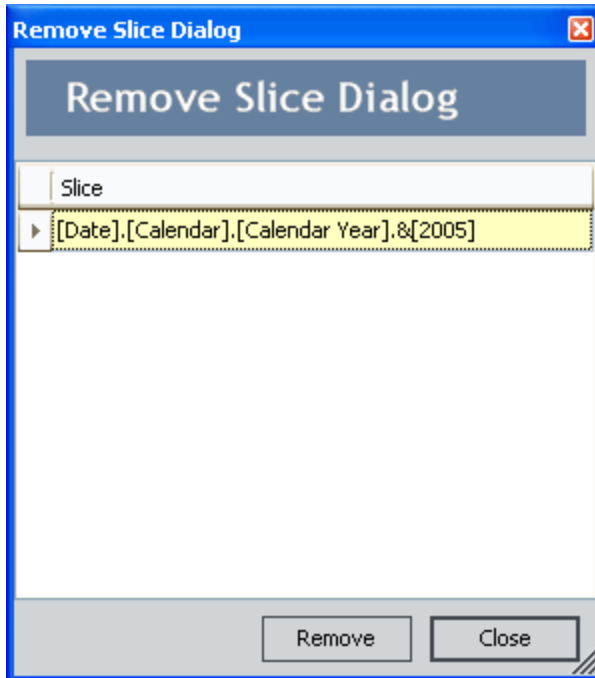 Remove Slice Dialog
Remove Slice Dialog
Slice
[Date].[Calendar].[Calendar Year].&[2005]
Remove
Close